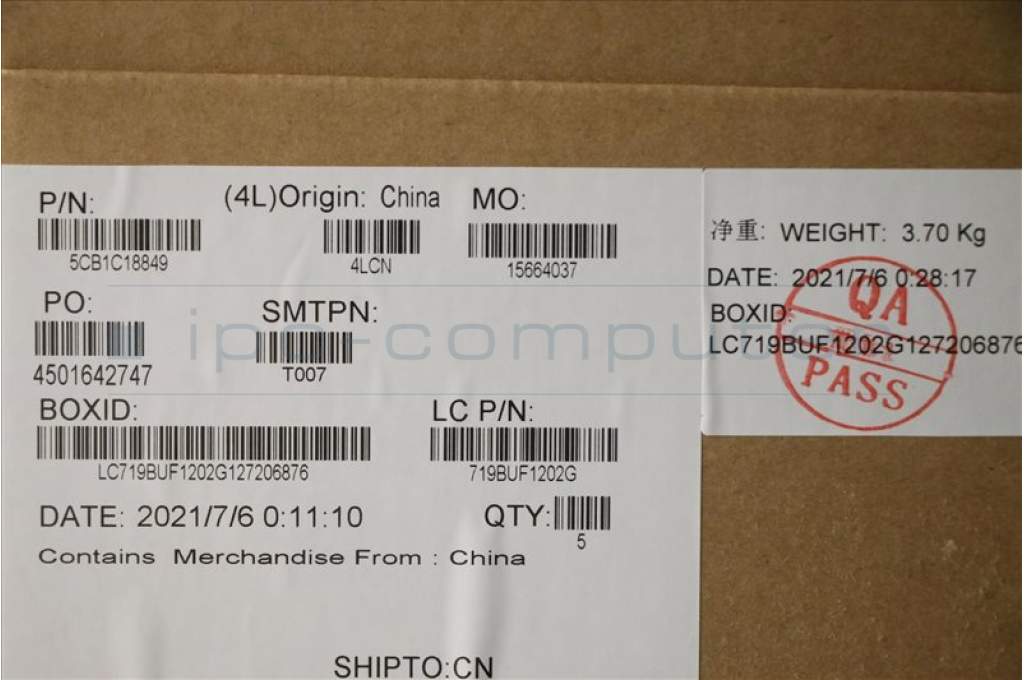 P/N:
(4L)Origin: China
MO:
5CB1C18849
4LCN
15664037
PO:
SMTPN:
4501642747
T007
BOXID:
LC P/N:
LC719BUF1202G127206876
719BUF1202G
DATE: 2021/7/6 0:11:10
QTY:
5
Contains Merchandise From : China
SHIPTO:CN
净重: WEIGHT: 3.70 Kg
DATE: 2021/7/6 0:28:17
BOXID:
LC719BUF1202G127206876
QA
PASS
ipc-computer